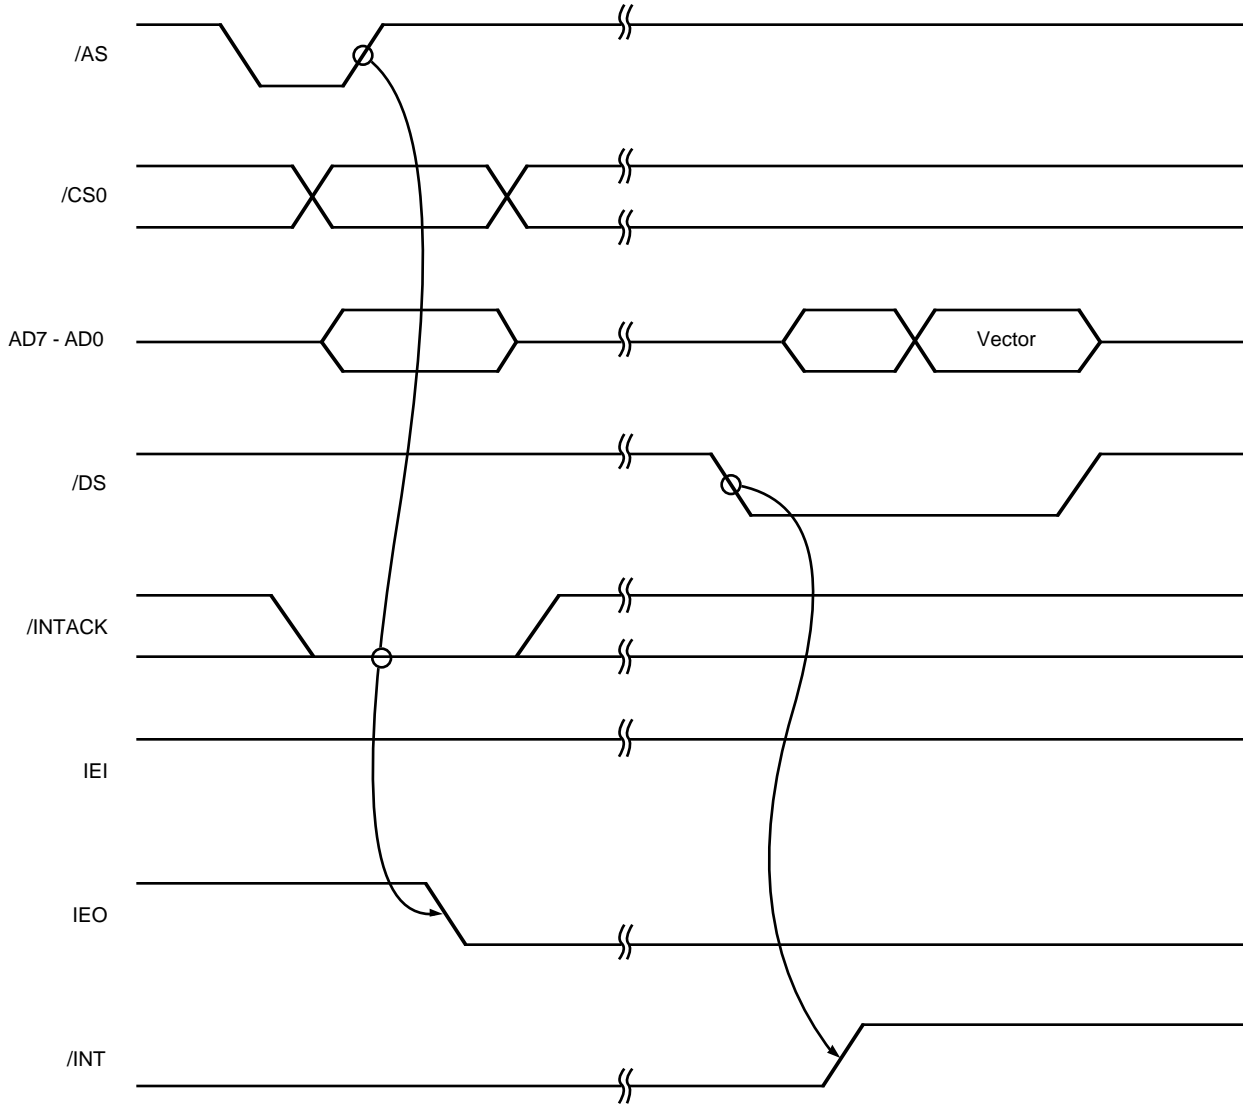 /AS
/CS0
AD7 - AD0
Vector
/DS
/INTACK
IEI
IEO
/INT